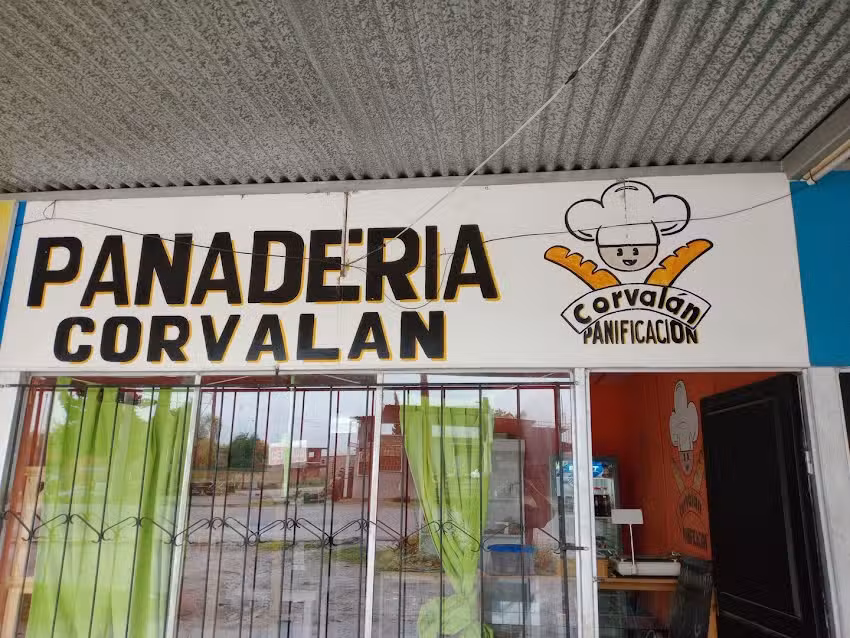 PANADERIA
CORVALAN
Corvalán
PANIFICACION